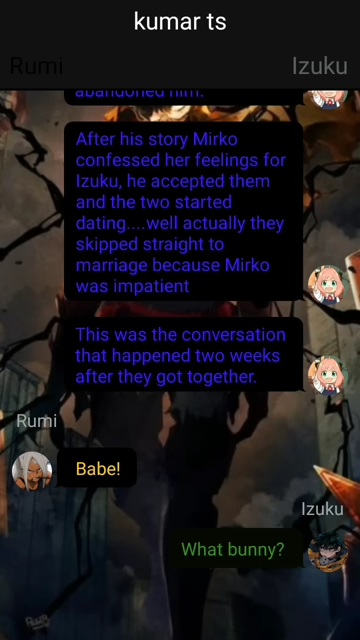 kumar ts
Rumi
Izuku
abandoned him.
After his story Mirko
confessed her feelings for
Izuku, he accepted them
and the two started
dating....well actually they
skipped straight to
marriage because Mirko
was impatient
This was the conversation
that happened two weeks
after they got together.
Rumi
Babe!
Izuku
What bunny?